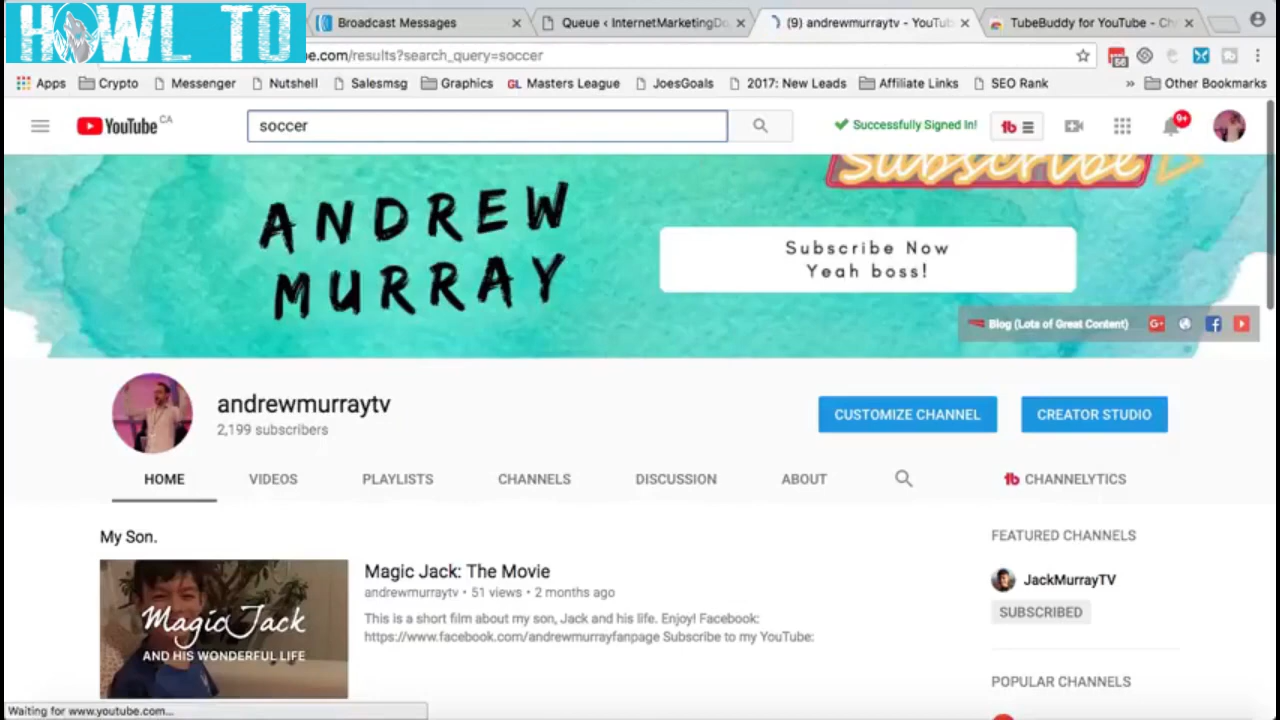 HOWL TO
Broadcast Messages
Queue ‹ InternetMarketingDo
(9) andrewmurraytv - YouTub
TubeBuddy for YouTube - Ch
be.com/results?search_query=soccer
56
Apps
Crypto
Messenger
Nutshell
Salesmsg
Graphics
GL Masters League
JoesGoals
2017: New Leads
Affiliate Links
SEO Rank
»
Other Bookmarks
YouTube CA
soccer
Successfully Signed In!
tb
9+
Subscribe
ANDREW
MURRAY
Subscribe Now
Yeah boss!
Blog (Lots of Great Content)
G+
f
andrewmurraytv
2,199 subscribers
CUSTOMIZE CHANNEL
CREATOR STUDIO
HOME
VIDEOS
PLAYLISTS
CHANNELS
DISCUSSION
ABOUT
tb CHANNELYTICS
My Son.
FEATURED CHANNELS
Magic Jack
AND HIS WONDERFUL LIFE
Magic Jack: The Movie
andrewmurraytv • 51 views • 2 months ago
This is a short film about my son, Jack and his life. Enjoy! Facebook:
https://www.facebook.com/andrewmurrayfanpage Subscribe to my YouTube:
JackMurrayTV
SUBSCRIBED
POPULAR CHANNELS
Waiting for www.youtube.com...